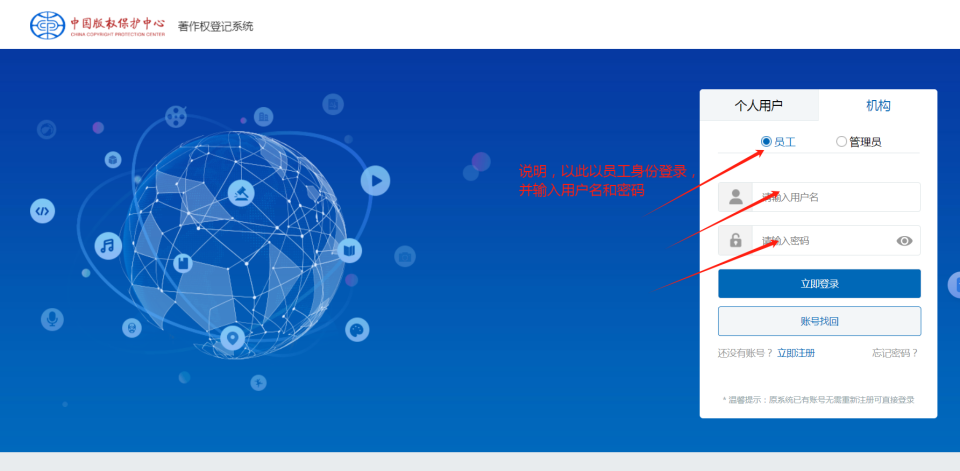 中国版权保护中心
CHINA COPYRIGHT PROTECTION CENTER
著作权登记系统
个人用户
机构
员工
管理员
说明，以此以员工身份登录，
并输入用户名和密码
请输入用户名
请输入密码
立即登录
账号找回
还没有账号？立即注册
忘记密码？
* 温馨提示：原系统已有账号无需重新注册可直接登录